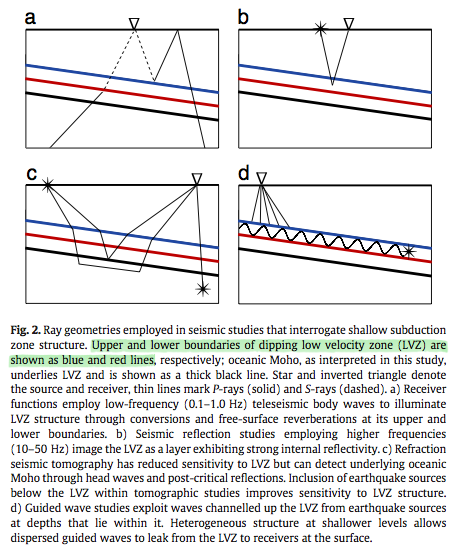 a
b
c
d
Fig. 2. Ray geometries employed in seismic studies that interrogate shallow subduction
zone structure. Upper and lower boundaries of dipping low velocity zone (LVZ) are
shown as blue and red lines, respectively; oceanic Moho, as interpreted in this study,
underlies LVZ and is shown as a thick black line. Star and inverted triangle denote
the source and receiver, thin lines mark P-rays (solid) and S-rays (dashed). a) Receiver
functions employ low-frequency (0.1–1.0 Hz) teleseismic body waves to illuminate
LVZ structure through conversions and free-surface reverberations at its upper and
lower boundaries. b) Seismic reflection studies employing higher frequencies
(10–50 Hz) image the LVZ as a layer exhibiting strong internal reflectivity. c) Refraction
seismic tomography has reduced sensitivity to LVZ but can detect underlying oceanic
Moho through head waves and post-critical reflections. Inclusion of earthquake sources
below the LVZ within tomographic studies improves sensitivity to LVZ structure.
d) Guided wave studies exploit waves channelled up the LVZ from earthquake sources
at depths that lie within it. Heterogeneous structure at shallower levels allows
dispersed guided waves to leak from the LVZ to receivers at the surface.